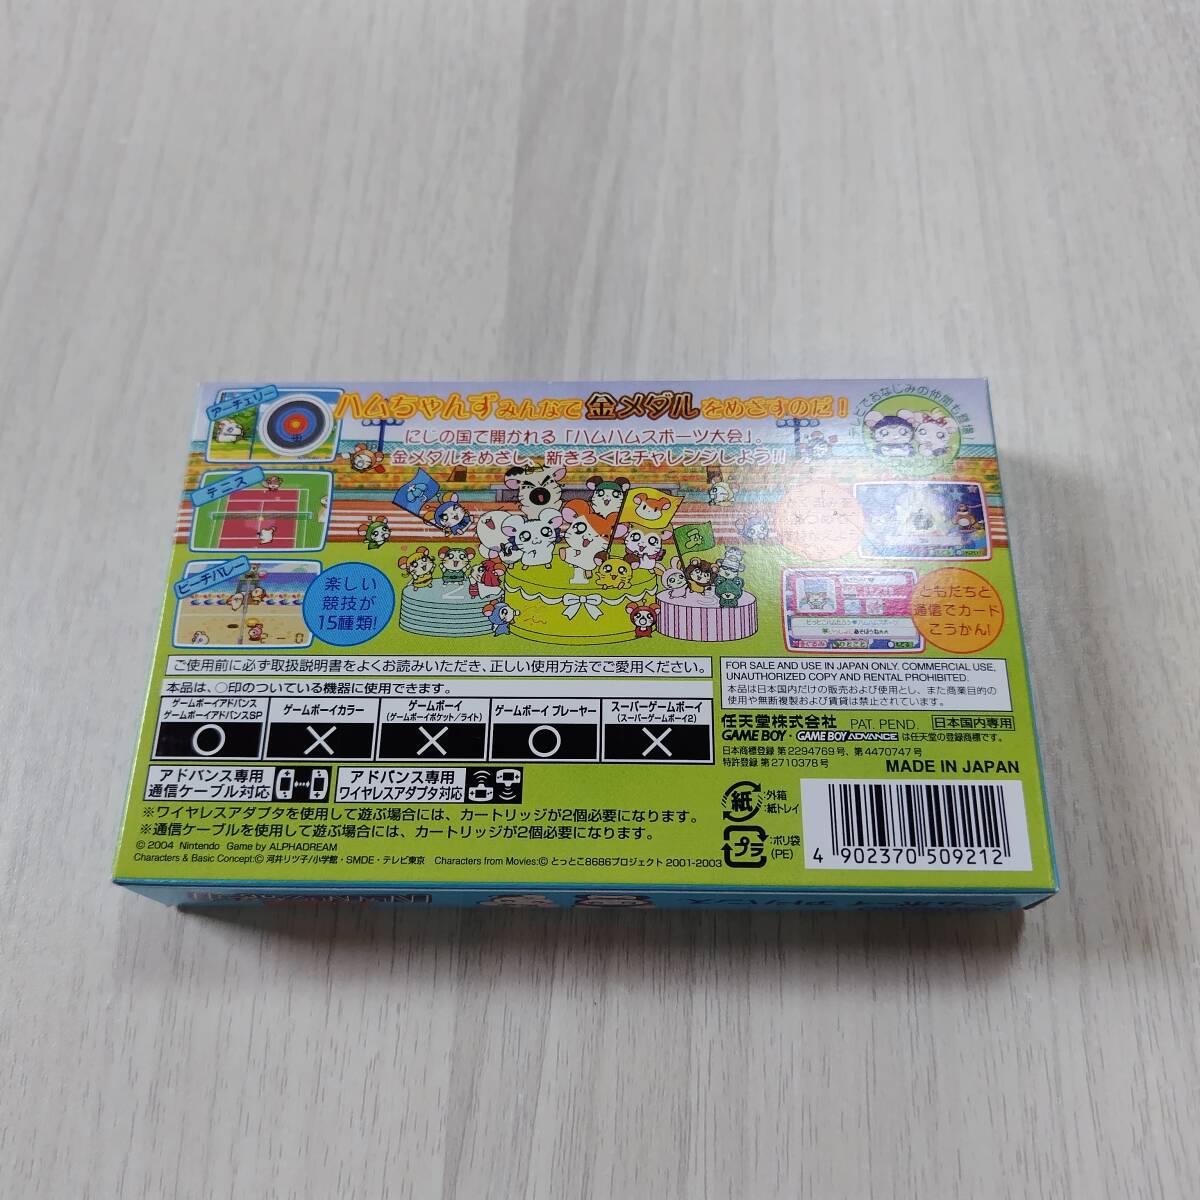 アーチェリー
ハムちゃんずみんなで金メダルをめざすのだ!
にじの国で開かれる「ハムハムスポーツ大会」。
金メダルをめざし、新きろくにチャレンジしよう!!
テレビでおなじみの仲間も登場!
テニス
ビーチバレー
楽しい
競技が
15種類!
ともだちと
通信でカード
こうかん!
ご使用前に必ず取扱説明書をよくお読みいただき、正しい使用方法でご愛用ください。
本品は、○印のついている機器に使用できます。
ゲームボーイアドバンス
ゲームボーイアドバンスSP
ゲームボーイカラー
ゲームボーイ
(ゲームボーイポケット/ライト)
ゲームボーイ プレーヤー
スーパーゲームボーイ
(スーパーゲームボーイ2)
○ × × ○ ×
アドバンス専用
通信ケーブル対応
アドバンス専用
ワイヤレスアダプタ対応
※ワイヤレスアダプタを使用して遊ぶ場合には、カートリッジが2個必要になります。
※通信ケーブルを使用して遊ぶ場合には、カートリッジが2個必要になります。
© 2004 Nintendo Game by ALPHADREAM
Characters & Basic Concept:© 河井リツ子/小学館・SMDE・テレビ東京 Characters from Movies:© とっとこ8686プロジェクト 2001-2003
FOR SALE AND USE IN JAPAN ONLY. COMMERCIAL USE,
UNAUTHORIZED COPY AND RENTAL PROHIBITED.
本品は日本国内だけの販売および使用とし、また商業目的の
使用や無断複製および賃貸は禁止されています。
任天堂株式会社 PAT. PEND. 日本国内専用
GAME BOY・GAME BOY ADVANCE は任天堂の登録商標です。
日本商標登録 第2294769号、第4470747号
特許登録 第2710378号
MADE IN JAPAN
紙
:外箱
:紙トレイ
プラ
:ポリ袋
(PE)
4 902370 509212
ゲームボーイアドバンス